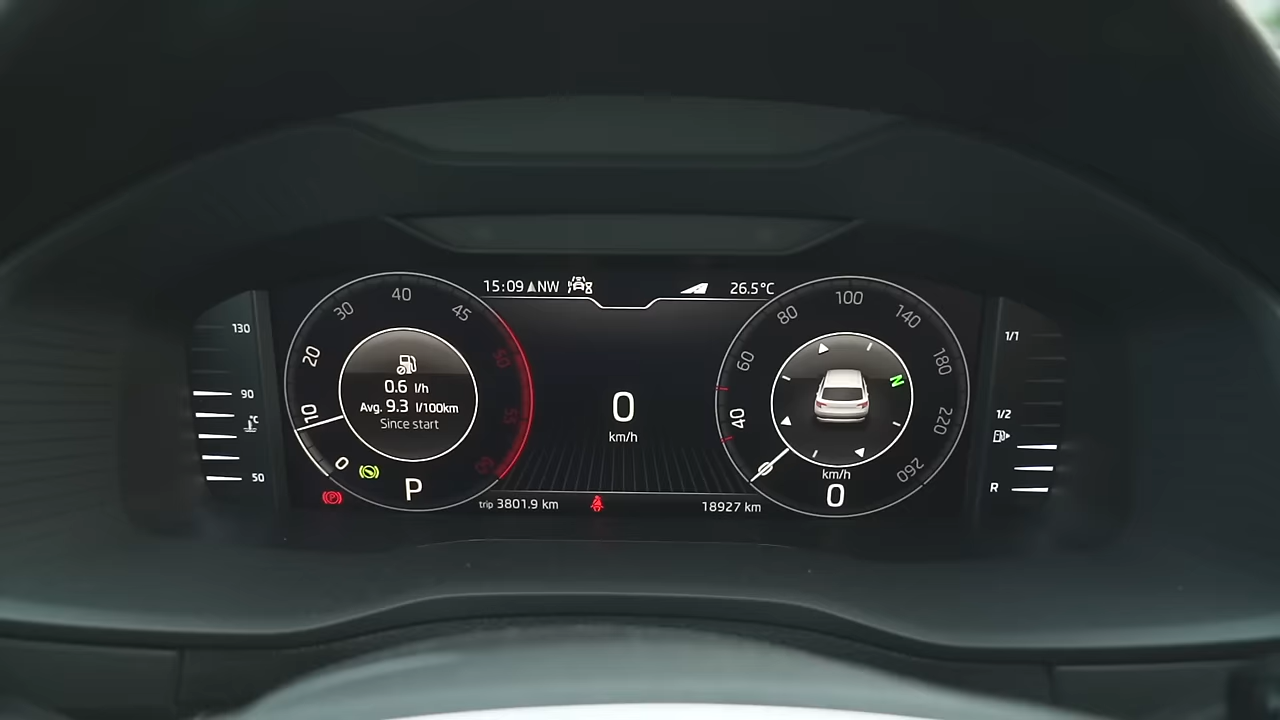 15:09 NW
26.5°C
130
90
°C
50
0
10
20
30
40
45
50
55
0.6 l/h
Avg. 9.3 l/100km
Since start
P
(P)
0
km/h
trip 3801.9 km
18927 km
40
60
80
100
140
180
220
260
N
km/h
0
1/1
1/2
R